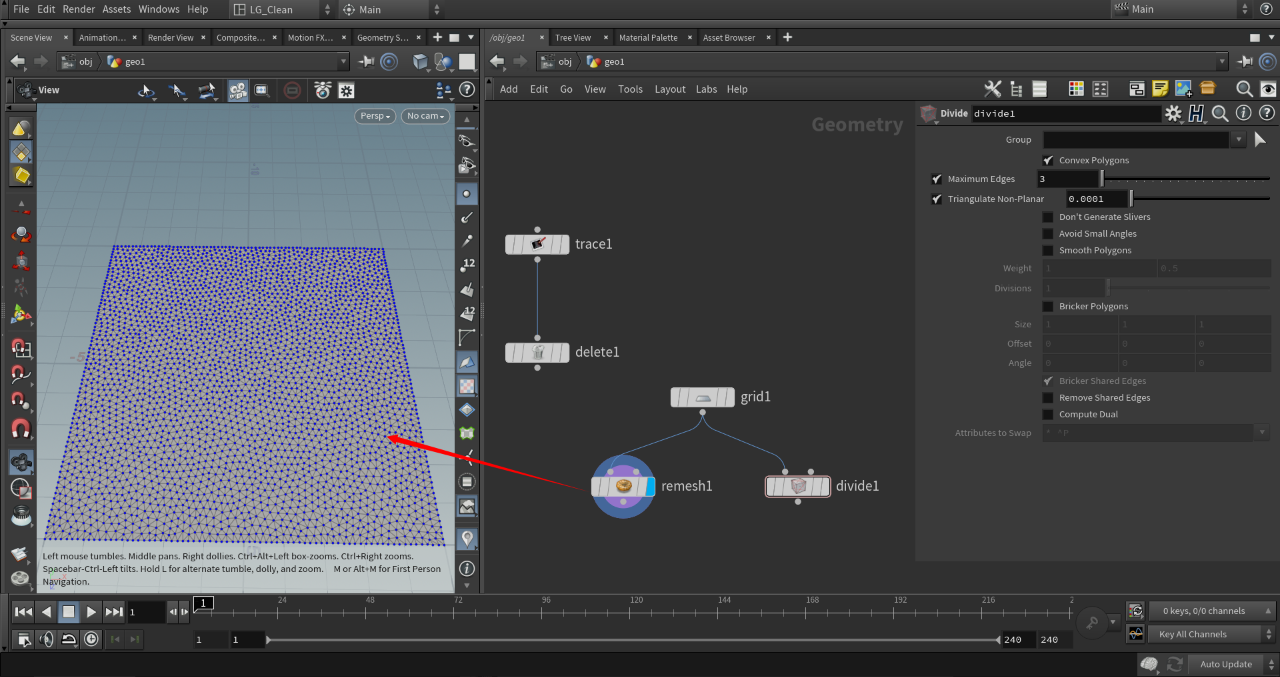 File Edit Render Assets Windows Help LG_Clean Main Main
Scene View Animation... Render View Composite... Motion FX... Geometry S...
/obj/geo1 Tree View Material Palette Asset Browser
obj geo1
obj geo1
View
Add Edit Go View Tools Layout Labs Help
Persp No cam
Geometry
Divide divide1
Group
Convex Polygons
Maximum Edges 3
Triangulate Non-Planar 0.0001
Don't Generate Slivers
Avoid Small Angles
Smooth Polygons
Weight 1 0.5
Divisions 1
Bricker Polygons
Size 1 1 1
Offset 0 0 0
Angle 0 0 0
Bricker Shared Edges
Remove Shared Edges
Compute Dual
Attributes to Swap * ^P
trace1
delete1
grid1
remesh1
divide1
12
12
-5
Left mouse tumbles. Middle pans. Right dollies. Ctrl+Alt+Left box-zooms. Ctrl+Right zooms.
Spacebar-Ctrl-Left tilts. Hold L for alternate tumble, dolly, and zoom. M or Alt+M for First Person
Navigation.
1 1 24 48 72 96 120 144 168 192 216 2
0 keys, 0/0 channels
1 1 240 240
Key All Channels
Auto Update